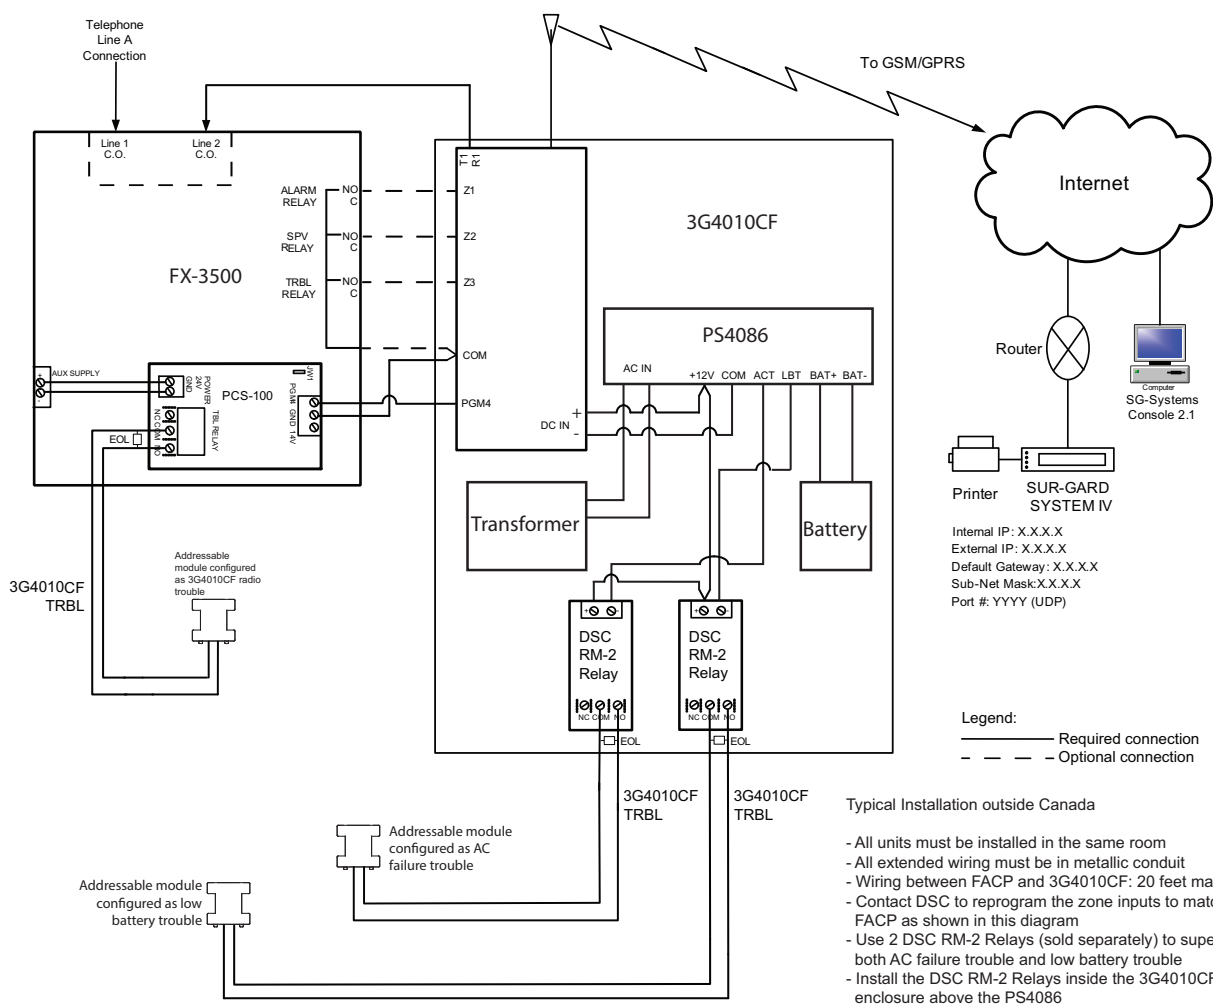 Telephone
Line A
Connection
To GSM/GPRS
Line 1
C.O.
Line 2
C.O.
T1
R1
Internet
ALARM
RELAY
NO
C
Z1
3G4010CF
SPV
RELAY
NO
C
Z2
FX-3500
TRBL
RELAY
NO
C
Z3
PS4086
Router
COM
AC IN
+12V COM ACT LBT BAT+ BAT-
AUX SUPPLY
+
-
POWER
24V
GND
PCS-100
JW1
PGM4
GND
14V
PGM4
Computer
SG-Systems
Console 2.1
NC COM NO
TBL RELAY
EOL
DC IN
+
-
Printer
SUR-GARD
SYSTEM IV
Transformer
Battery
Internal IP: X.X.X.X
External IP: X.X.X.X
Default Gateway: X.X.X.X
Sub-Net Mask:X.X.X.X
Port #: YYYY (UDP)
Addressable
module configured
as 3G4010CF radio
trouble
3G4010CF
TRBL
+ -
DSC
RM-2
Relay
NC COM NO
EOL
+ -
DSC
RM-2
Relay
NC COM NO
EOL
Legend:
Required connection
Optional connection
3G4010CF
TRBL
3G4010CF
TRBL
Addressable module
configured as AC
failure trouble
Addressable module
configured as low
battery trouble
Typical Installation outside Canada
- All units must be installed in the same room
- All extended wiring must be in metallic conduit
- Wiring between FACP and 3G4010CF: 20 feet
- Contact DSC to reprogram the zone inputs to
FACP as shown in this diagram
- Use 2 DSC RM-2 Relays (sold separately) to
both AC failure trouble and low battery trouble
- Install the DSC RM-2 Relays inside the 3G4010CF
enclosure above the PS4086